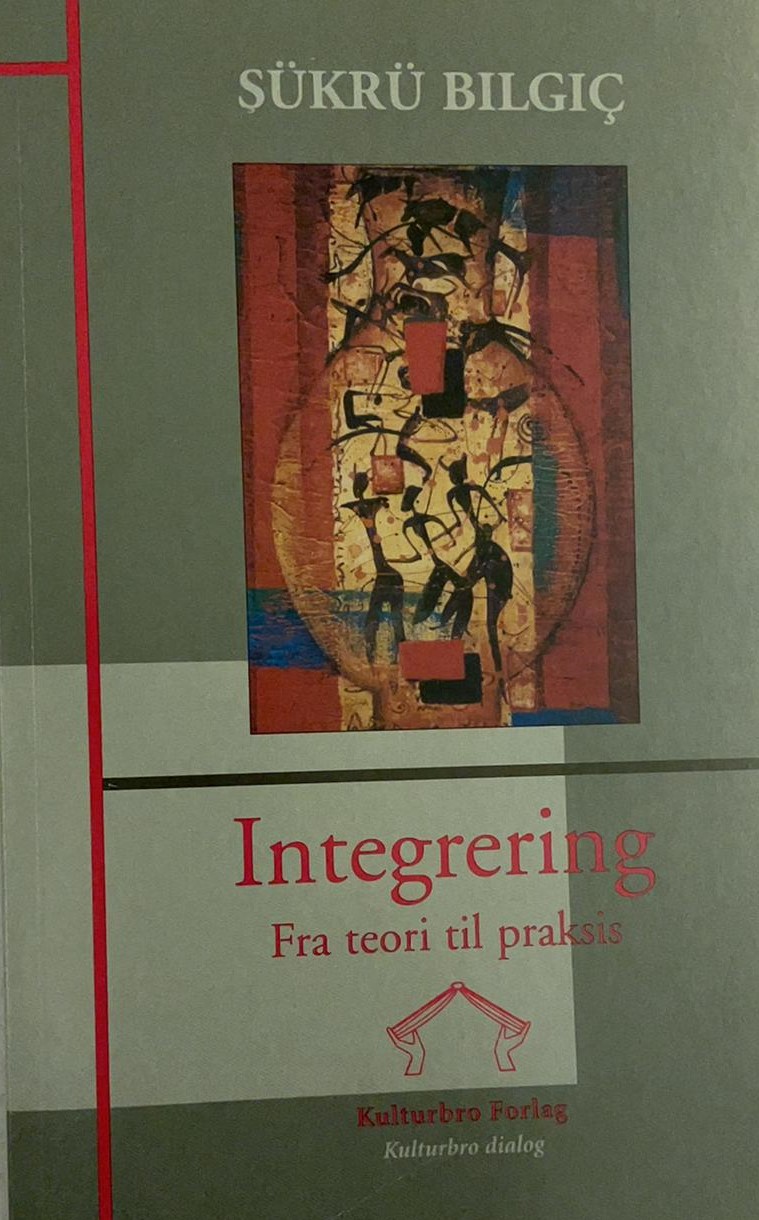 ŞÜKRÜ BILGIÇ
Integrering
Fra teori til praksis
Kulturbro Forlag
Kulturbro dialog